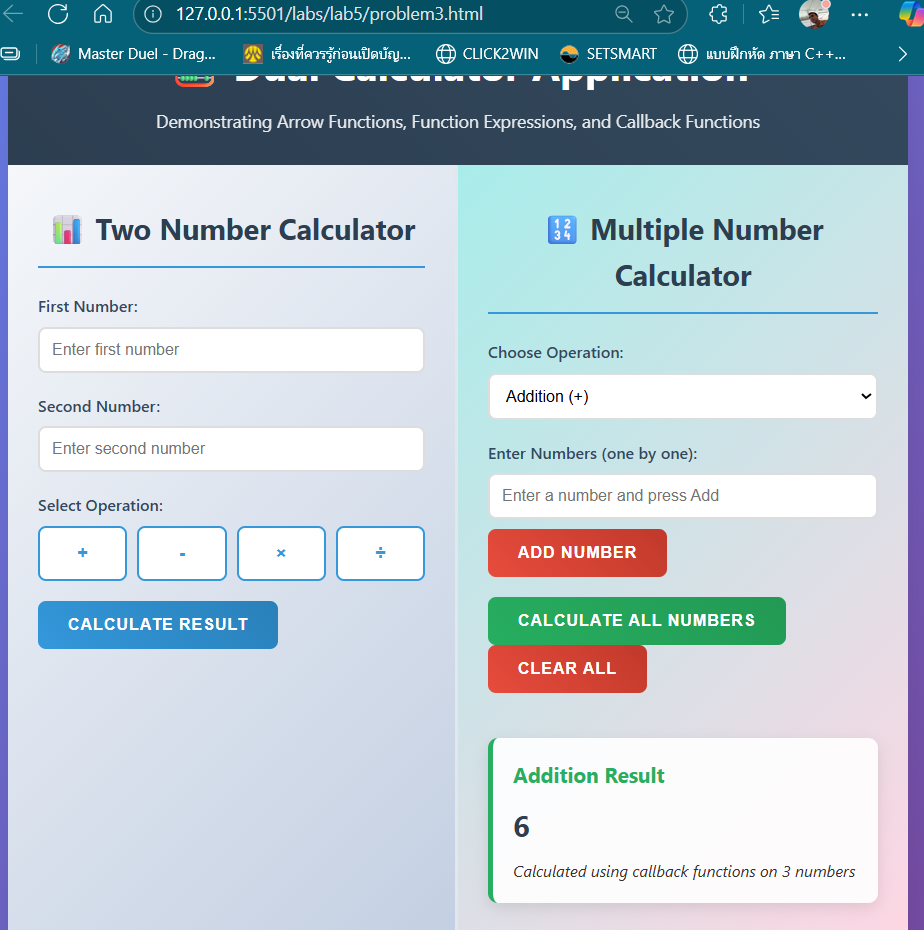 127.0.0.1:5501/labs/lab5/problem3.html
Master Duel - Drag... เรื่องที่ควรรู้ก่อนเปิดบัญ... CLICK2WIN SETSMART แบบฝึกหัด ภาษา C++...
Dual Calculator Application
Demonstrating Arrow Functions, Function Expressions, and Callback Functions
Two Number Calculator
First Number:
Enter first number
Second Number:
Enter second number
Select Operation:
+ - × ÷
CALCULATE RESULT
Multiple Number
Calculator
Choose Operation:
Addition (+)
Enter Numbers (one by one):
Enter a number and press Add
ADD NUMBER
CALCULATE ALL NUMBERS
CLEAR ALL
Addition Result
6
Calculated using callback functions on 3 numbers